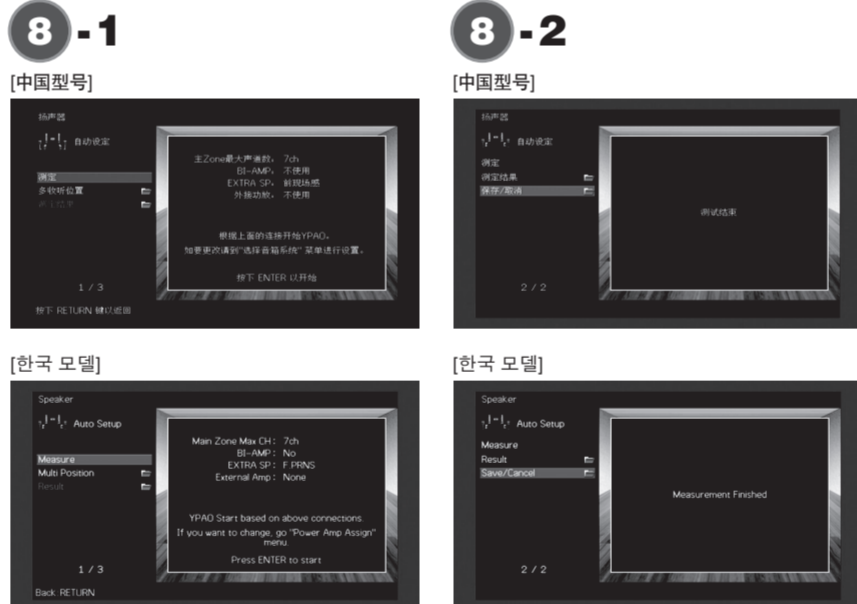 8-1
[中国型号]
扬声器
自动设定
测定
多收听位置
测定结果
1 / 3
按下 RETURN 键以返回
主Zone最大声道数: 7ch
BI-AMP: 不使用
EXTRA SP: 前现场感
外接功放: 不使用
根据上面的连接开始YPAO。
如要更改请到"选择音箱系统" 菜单进行设置。
按下 ENTER 以开始
8-2
[中国型号]
扬声器
自动设定
测定
测定结果
保存/取消
2 / 2
测试结束
[한국 모델]
Speaker
Auto Setup
Measure
Multi Position
Result
1 / 3
Back: RETURN
Main Zone Max CH: 7ch
BI-AMP: No
EXTRA SP: F.PRNS
External Amp: None
YPAO Start based on above connections.
If you want to change, go "Power Amp Assign"
menu.
Press ENTER to start
[한국 모델]
Speaker
Auto Setup
Measure
Result
Save/Cancel
2 / 2
Measurement Finished